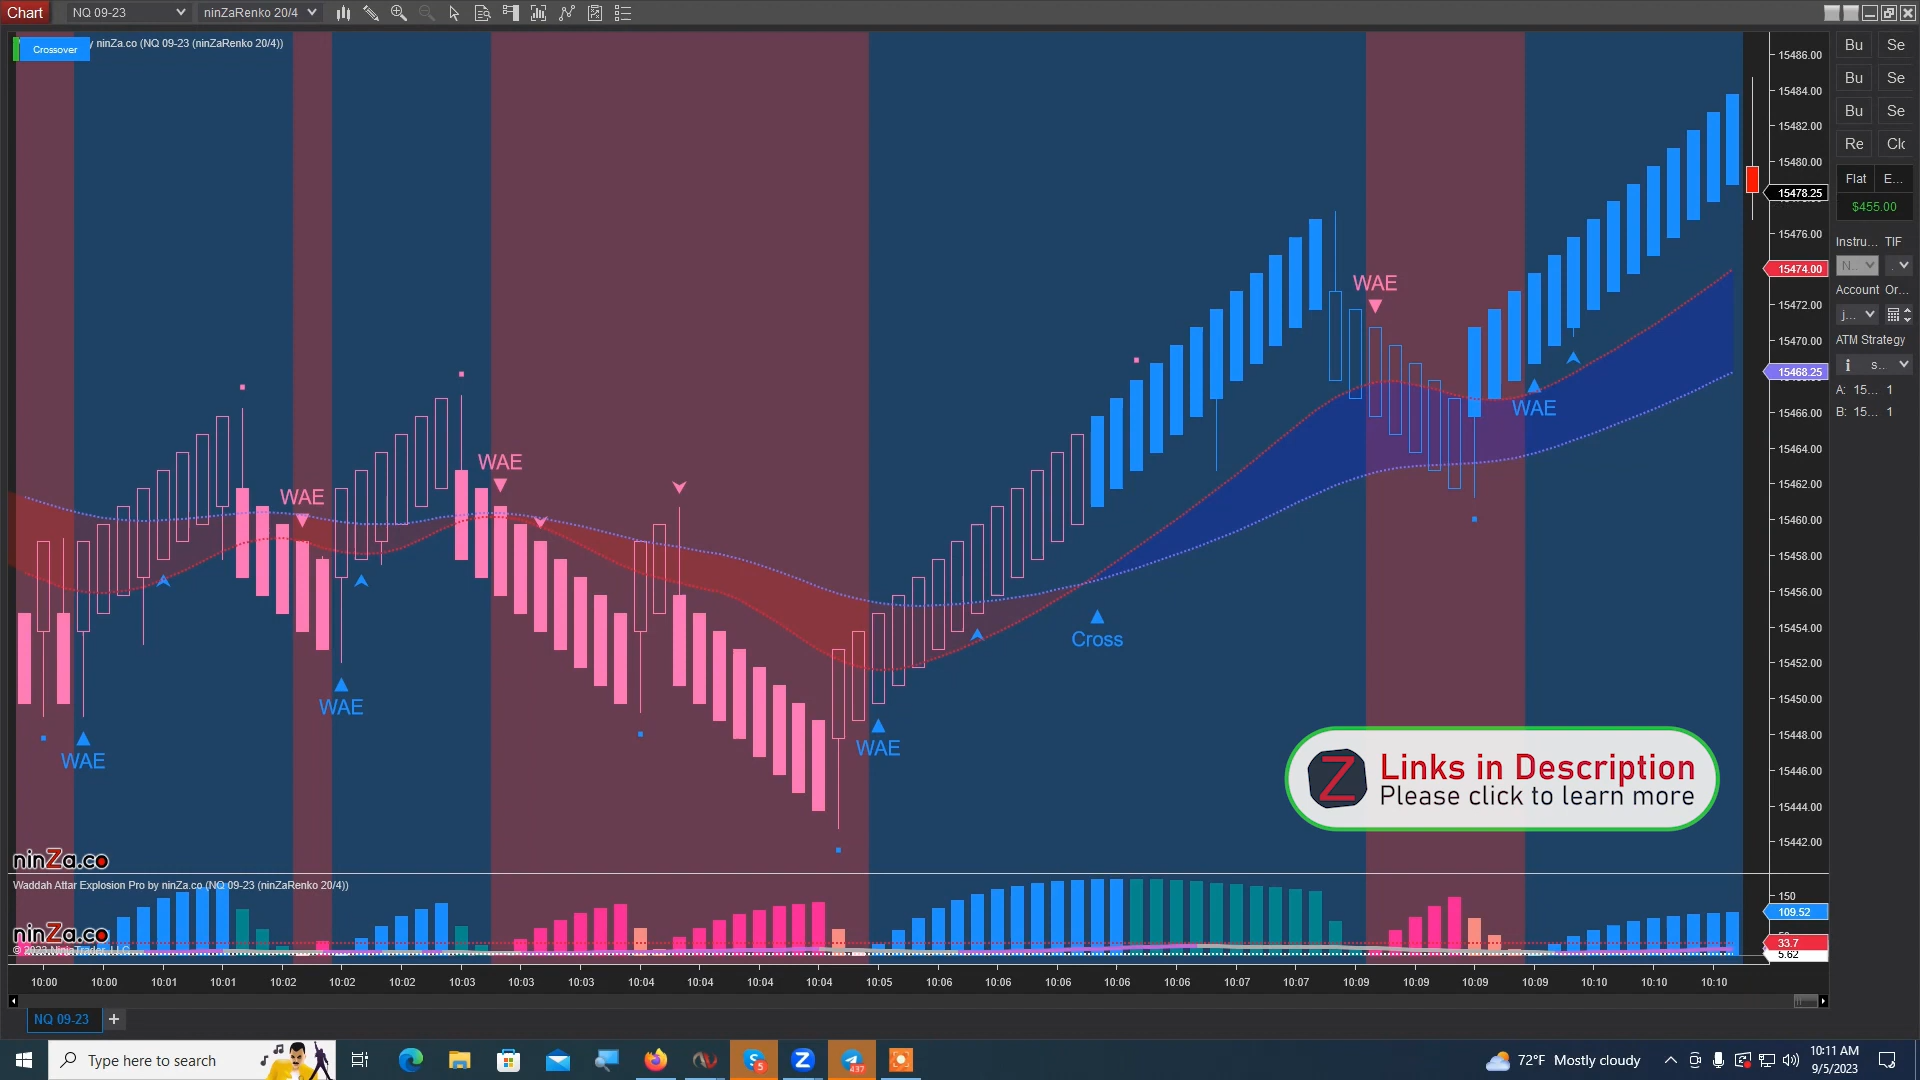 Chart NQ 09-23 ninZaRenko 20/4
Crossover by ninZa.co (NQ 09-23 (ninZaRenko 20/4))
15486.00
15484.00
15482.00
15480.00
15478.25
15476.00
15474.00
15472.00
15470.00
15468.25
15466.00
15464.00
15462.00
15460.00
15458.00
15456.00
15454.00
15452.00
15450.00
15448.00
15446.00
15444.00
15442.00
Bu Se
Bu Se
Bu Se
Re Clo
Flat E...
$455.00
Instru... TIF
N...
Account Or...
j...
ATM Strategy
i s..
A: 15... 1
B: 15... 1
WAE
WAE
WAE
WAE
WAE
WAE
WAE
Cross
Links in Description
Please click to learn more
ninZa.co
Waddah Attar Explosion Pro by ninZa.co (NQ 09-23 (ninZaRenko 20/4))
ninZa.co
150
109.52
33.7
5.62
10:00 10:00 10:01 10:01 10:02 10:02 10:02 10:03 10:03 10:03 10:04 10:04 10:04 10:04 10:05 10:06 10:06 10:06 10:06 10:06 10:07 10:07 10:09 10:09 10:09 10:09 10:10 10:10 10:10
NQ 09-23 +
Type here to search
5
437
72°F Mostly cloudy
10:11 AM
9/5/2023